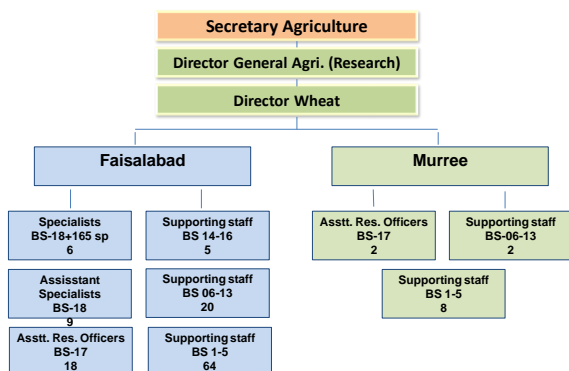 Secretary Agriculture
Director General Agri. (Research)
Director Wheat
Faisalabad
Murree
Specialists
BS-18+165 sp
6
Supporting staff
BS 14-16
5
Asstt. Res. Officers
BS-17
2
Supporting staff
BS-06-13
2
Assisstant
Specialists
BS-18
9
Supporting staff
BS 06-13
20
Supporting staff
BS 1-5
8
Asstt. Res. Officers
BS-17
18
Supporting staff
BS 1-5
64